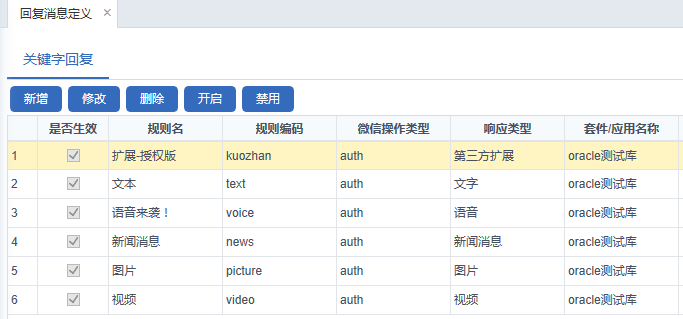 回复消息定义 ×
关键字回复
新增 修改 删除 开启 禁用
是否生效 规则名 规则编码 微信操作类型 响应类型 套件/应用名称
1 扩展-授权版 kuozhan auth 第三方扩展 oracle测试库
2 文本 text auth 文字 oracle测试库
3 语音来袭！ voice auth 语音 oracle测试库
4 新闻消息 news auth 新闻消息 oracle测试库
5 图片 picture auth 图片 oracle测试库
6 视频 video auth 视频 oracle测试库